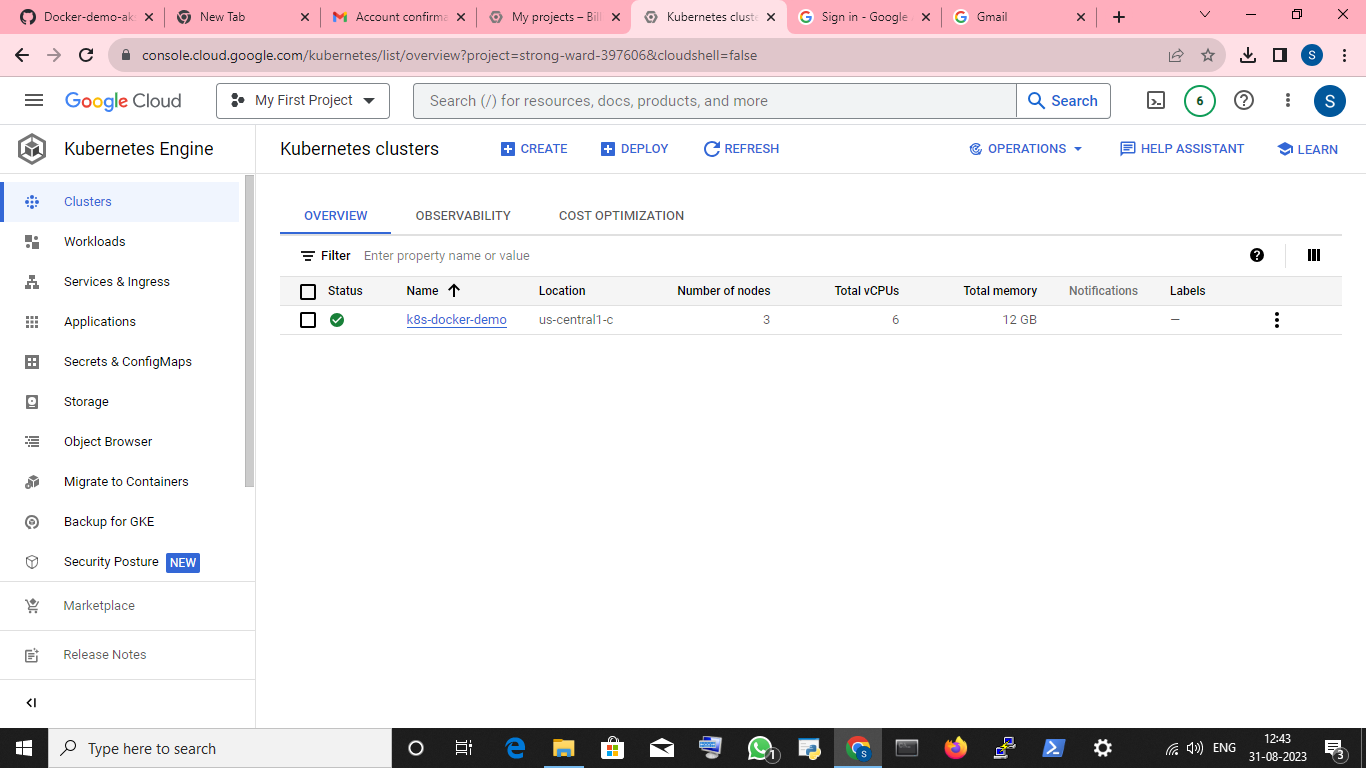 Docker-demo-ak
New Tab
Account confirma
My projects – Bill
Kubernetes cluste
Sign in - Google
Gmail
console.cloud.google.com/kubernetes/list/overview?project=strong-ward-397606&cloudshell=false
S
Google Cloud
My First Project
Search (/) for resources, docs, products, and more
Search
6
S
Kubernetes Engine
Kubernetes clusters
CREATE
DEPLOY
REFRESH
OPERATIONS
HELP ASSISTANT
LEARN
Clusters
Workloads
Services & Ingress
Applications
Secrets & ConfigMaps
Storage
Object Browser
Migrate to Containers
Backup for GKE
Security Posture NEW
Marketplace
Release Notes
OVERVIEW
OBSERVABILITY
COST OPTIMIZATION
Filter Enter property name or value
Status Name Location Number of nodes Total vCPUs Total memory Notifications Labels
k8s-docker-demo us-central1-c 3 6 12 GB —
Type here to search
1
S
ENG
12:43
31-08-2023
3